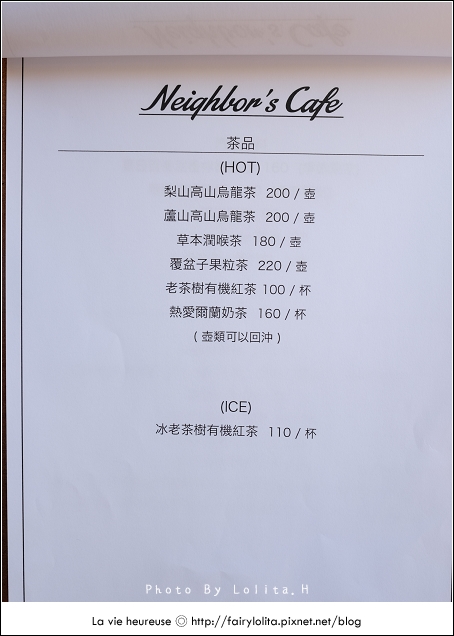 Neighbor's Cafe
茶品
(HOT)
梨山高山烏龍茶 200 / 壺
蘆山高山烏龍茶 200 / 壺
草本潤喉茶 180 / 壺
覆盆子果粒茶 220 / 壺
老茶樹有機紅茶 100 / 杯
熱愛爾蘭奶茶 160 / 杯
( 壺類可以回沖 )
(ICE)
冰老茶樹有機紅茶 110 / 杯
Photo By Lolita.H
La vie heureuse ◎ http://fairylolita.pixnet.net/blog